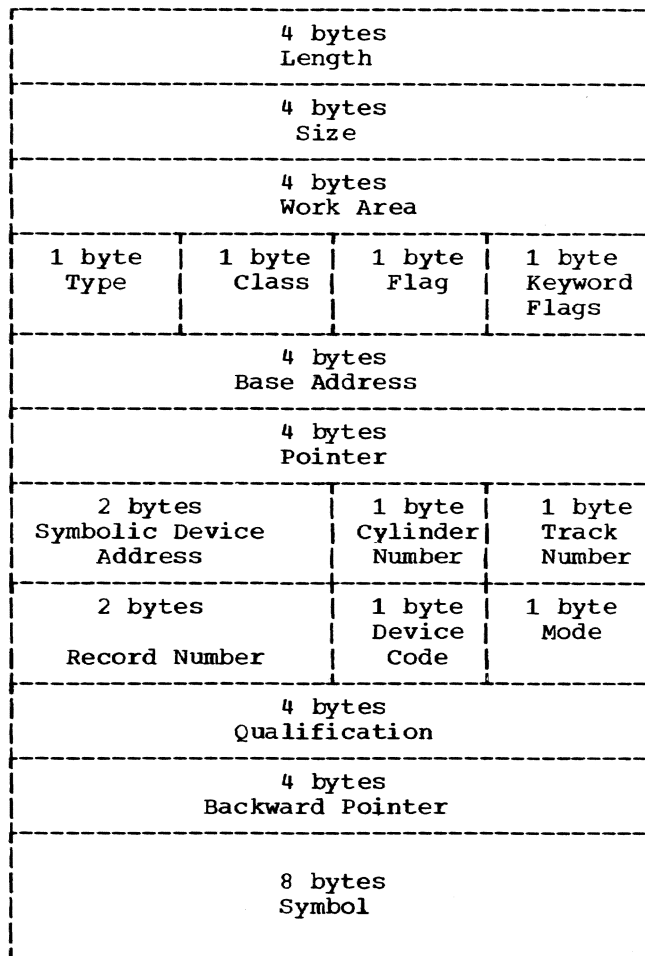 4 bytes
Length
4 bytes
Size
4 bytes
Work Area
1 byte 1 byte 1 byte 1 byte
Type Class Flag Keyword
Flags
4 bytes
Base Address
4 bytes
Pointer
2 bytes 1 byte 1 byte
Symbolic Device Cylinder Track
Address Number Number
2 bytes 1 byte 1 byte
Device Mode
Record Number Code
4 bytes
Qualification
4 bytes
Backward Pointer
8 bytes
Symbol